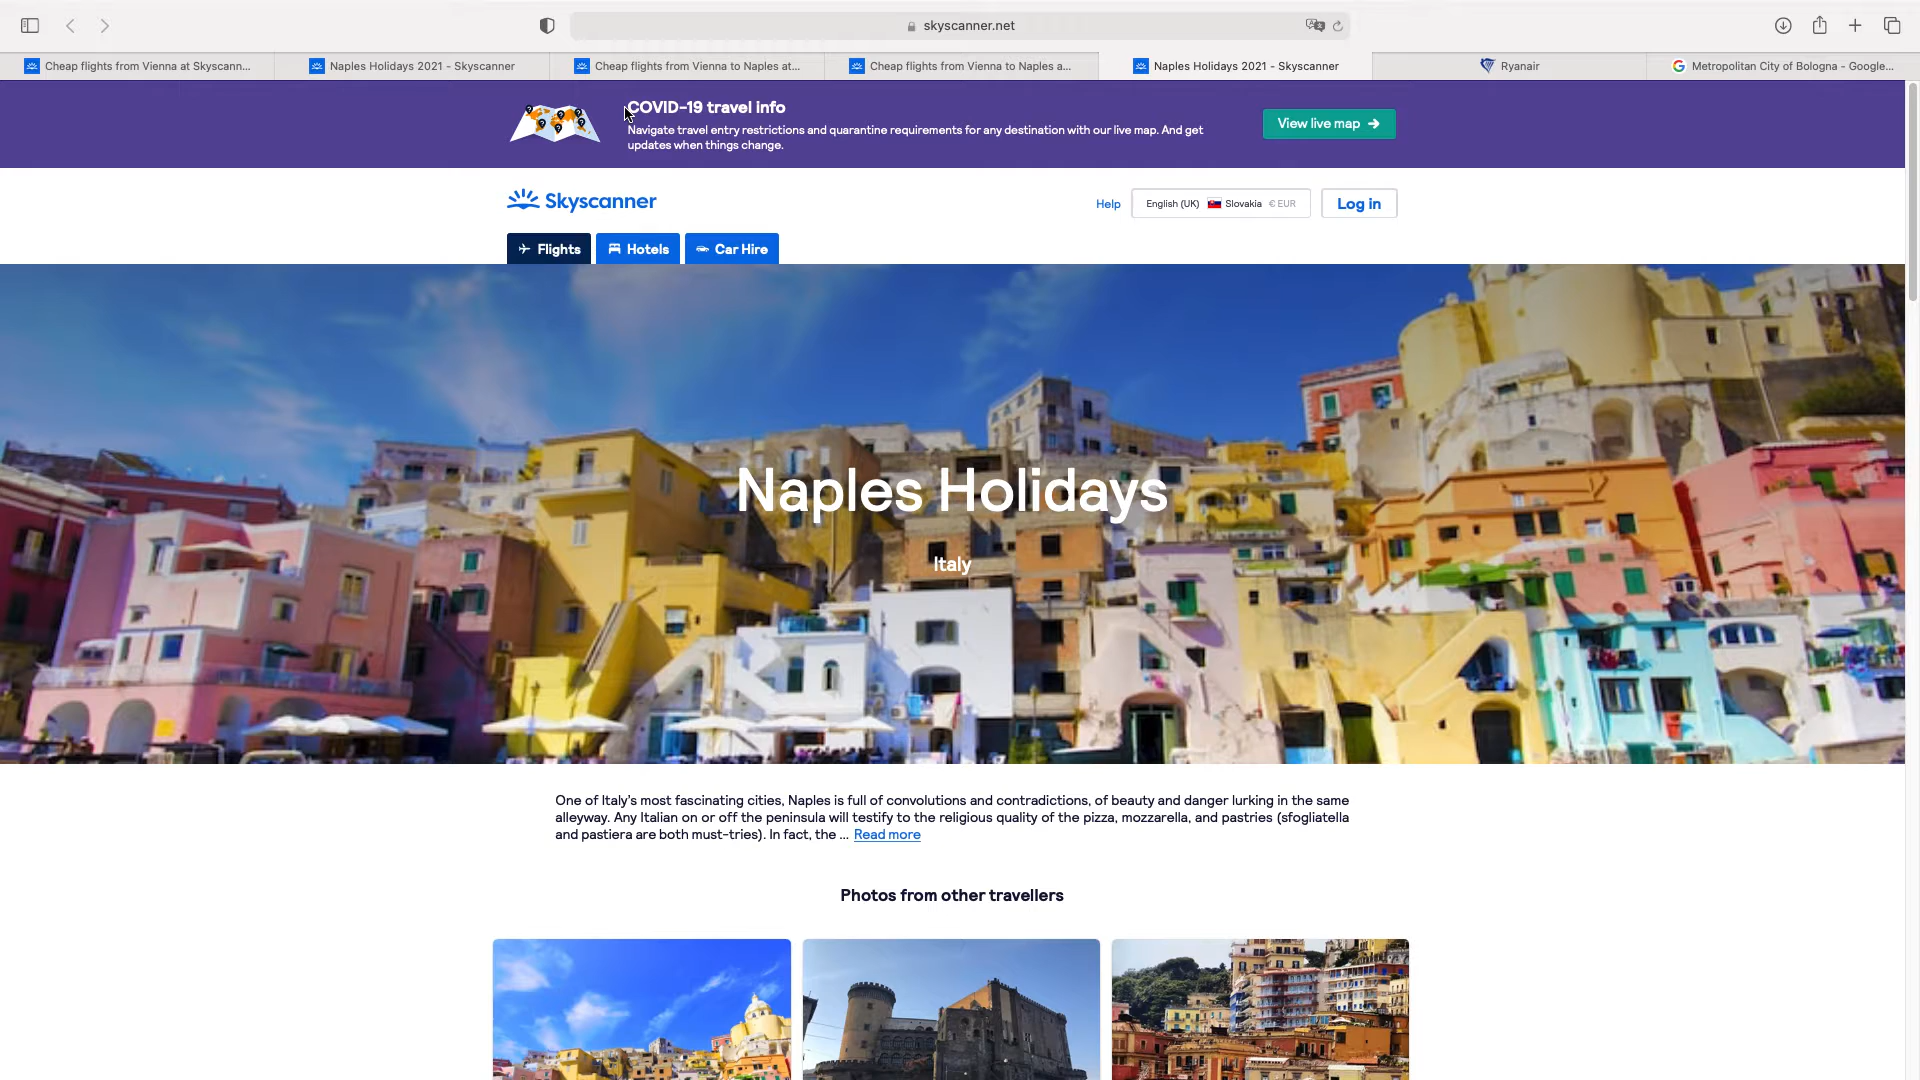 skyscanner.net
Cheap flights from Vienna at Skyscann...
Naples Holidays 2021 - Skyscanner
Cheap flights from Vienna to Naples at...
Cheap flights from Vienna to Naples a...
Naples Holidays 2021 - Skyscanner
Ryanair
Metropolitan City of Bologna - Google...
COVID-19 travel info
Navigate travel entry restrictions and quarantine requirements for any destination with our live map. And get
updates when things change.
View live map →
Skyscanner
Help
English (UK) Slovakia € EUR
Log in
Flights
Hotels
Car Hire
Naples Holidays
Italy
One of Italy's most fascinating cities, Naples is full of convolutions and contradictions, of beauty and danger lurking in the same
alleyway. Any Italian on or off the peninsula will testify to the religious quality of the pizza, mozzarella, and pastries (sfogliatella
and pastiera are both must-tries). In fact, the ... Read more
Photos from other travellers